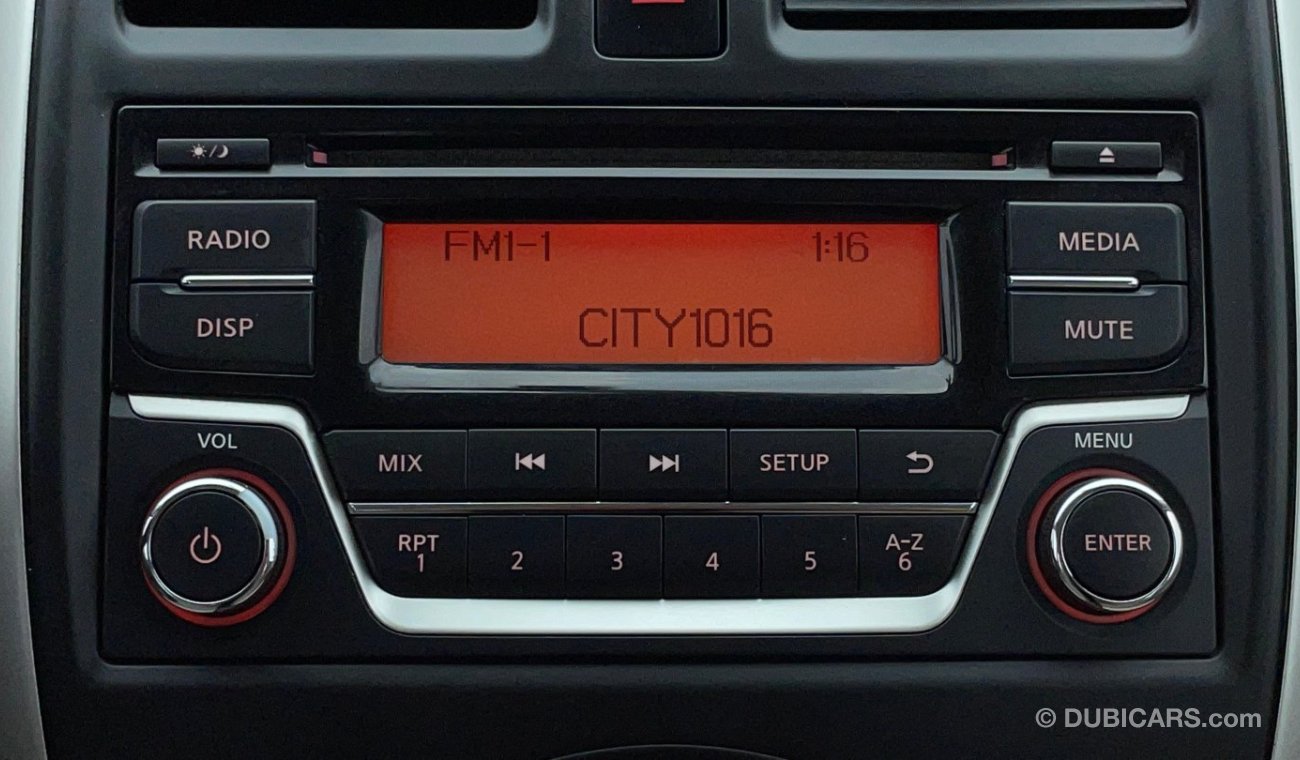 RADIO
DISP
FM1-1 1:16
CITY1016
MEDIA
MUTE
VOL
MENU
MIX
SETUP
RPT
1
2
3
4
5
A-Z
6
ENTER
© DUBICARS.com